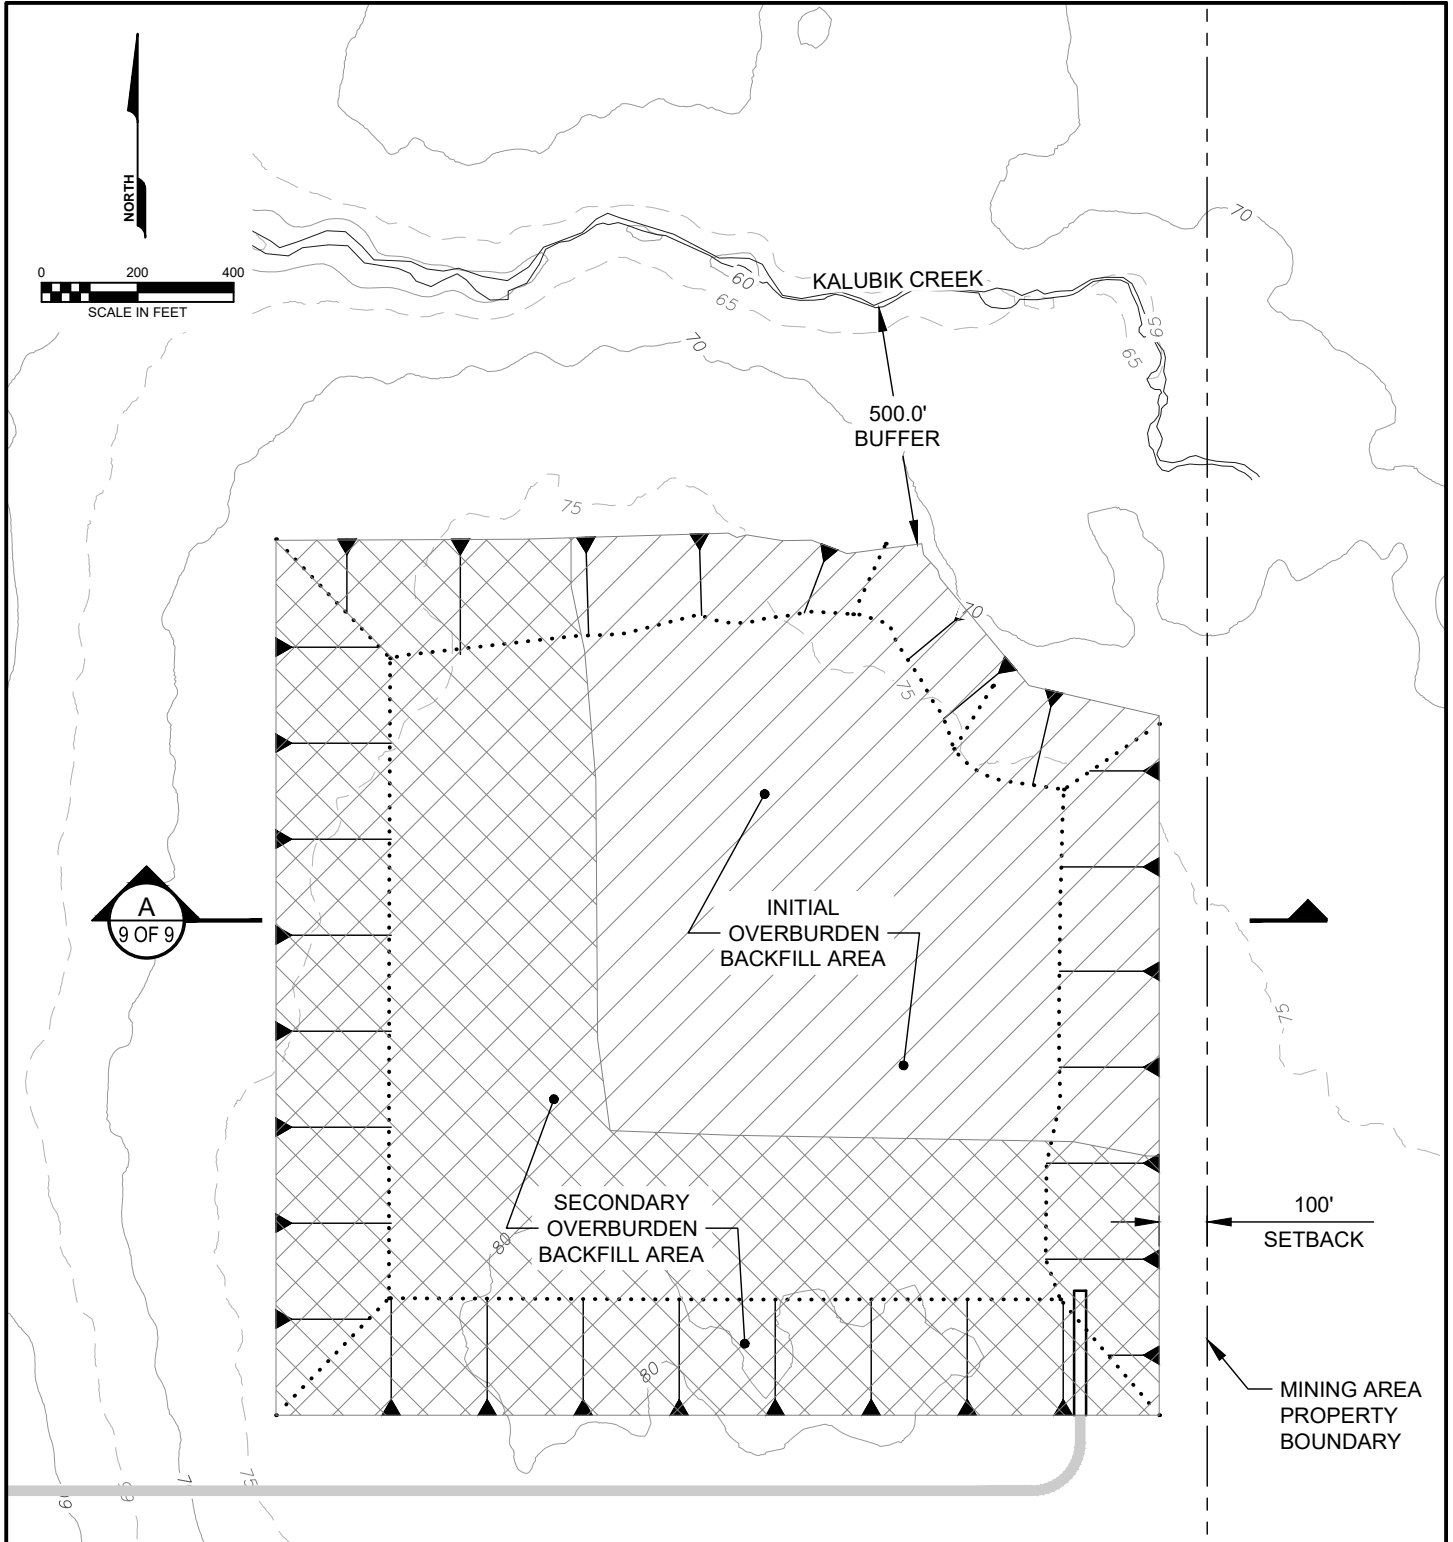 NORTH
0 200 400
SCALE IN FEET
70
KALUBIK CREEK
60
65
65
65
70
500.0'
BUFFER
75
70
75
A
9 OF 9
INITIAL
OVERBURDEN
BACKFILL AREA
75
SECONDARY
OVERBURDEN
BACKFILL AREA
80
100'
SETBACK
80
MINING AREA
PROPERTY
BOUNDARY
75